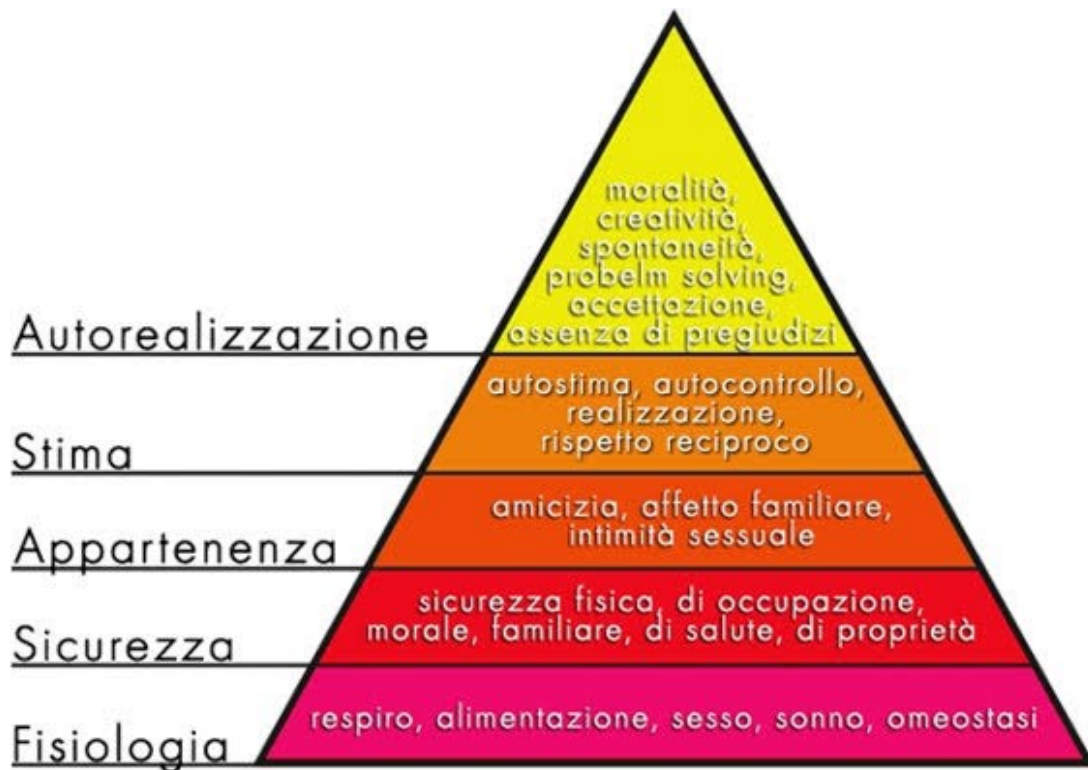 moralità,
creatività,
spontaneità,
probelm solving,
accettazione,
assenza di pregiudizi
Autorealizzazione
autostima, autocontrollo,
realizzazione,
rispetto reciproco
Stima
amicizia, affetto familiare,
intimità sessuale
Appartenenza
sicurezza fisica, di occupazione,
morale, familiare, di salute, di proprietà
Sicurezza
respiro, alimentazione, sesso, sonno, omeostasi
Fisiologia